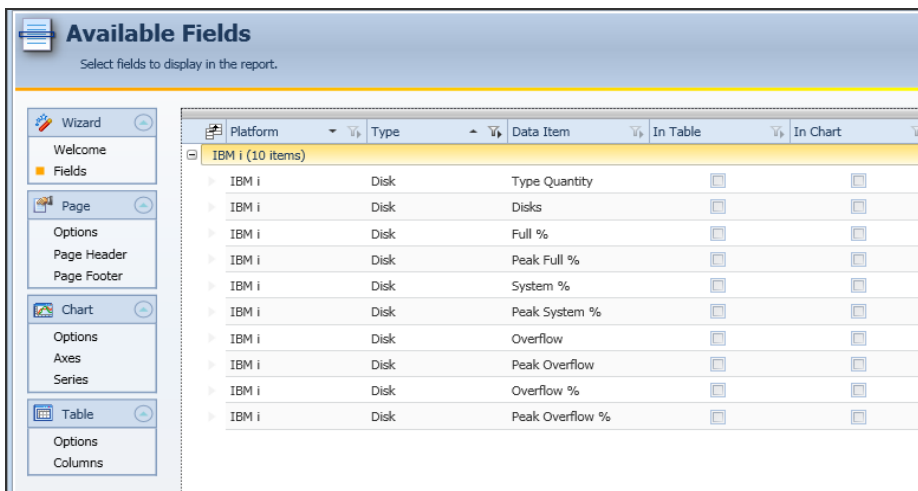 Available Fields
Select fields to display in the report.
Wizard
Welcome
Fields
Page
Options
Page Header
Page Footer
Chart
Options
Axes
Series
Table
Options
Columns
Platform Type Data Item In Table In Chart
IBM i (10 items)
IBM i Disk Type Quantity
IBM i Disk Disks
IBM i Disk Full %
IBM i Disk Peak Full %
IBM i Disk System %
IBM i Disk Peak System %
IBM i Disk Overflow
IBM i Disk Peak Overflow
IBM i Disk Overflow %
IBM i Disk Peak Overflow %